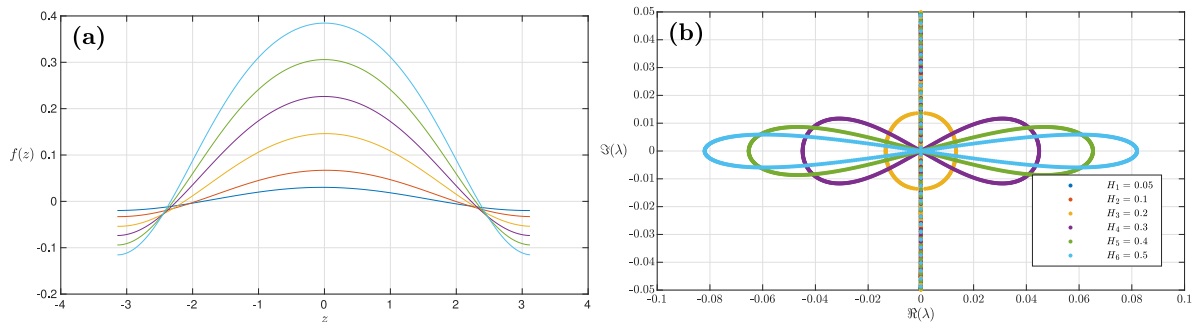 (a)
0.4
0.3
0.2
f(z)
0.1
0
-0.1
-0.2
-4 -3 -2 -1 0 1 2 3 4
z
(b)
0.05
0.04
0.03
0.02
0.01
ℑ(λ) 0
-0.01
-0.02
-0.03
-0.04
-0.05
H₁ = 0.05
H₂ = 0.1
H₃ = 0.2
H₄ = 0.3
H₅ = 0.4
H₆ = 0.5
-0.1 -0.08 -0.06 -0.04 -0.02 0 0.02 0.04 0.06 0.08 0.1
ℜ(λ)